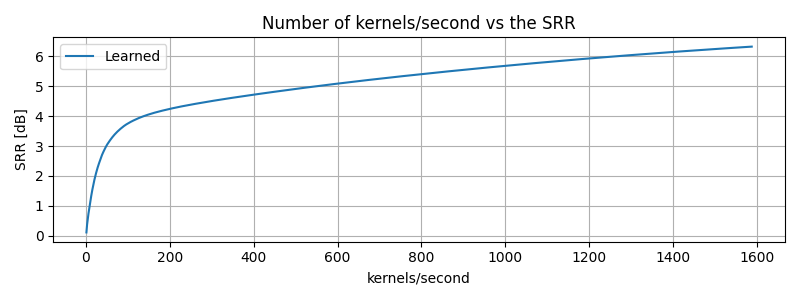 Number of kernels/second vs the SRR
Learned
SRR [dB]
6
5
4
3
2
1
0
0 200 400 600 800 1000 1200 1400 1600
kernels/second